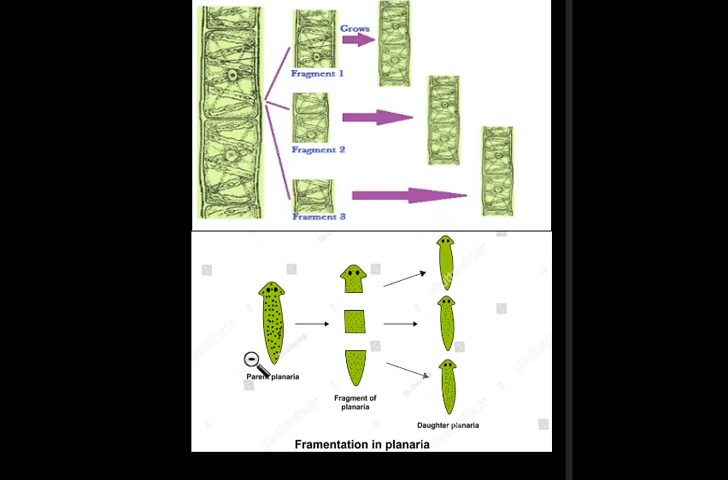 Grows
Fragment 1
Fragment 2
Fragment 3
Parent planaria
Fragment of
planaria
Daughter planaria
Framentation in planaria